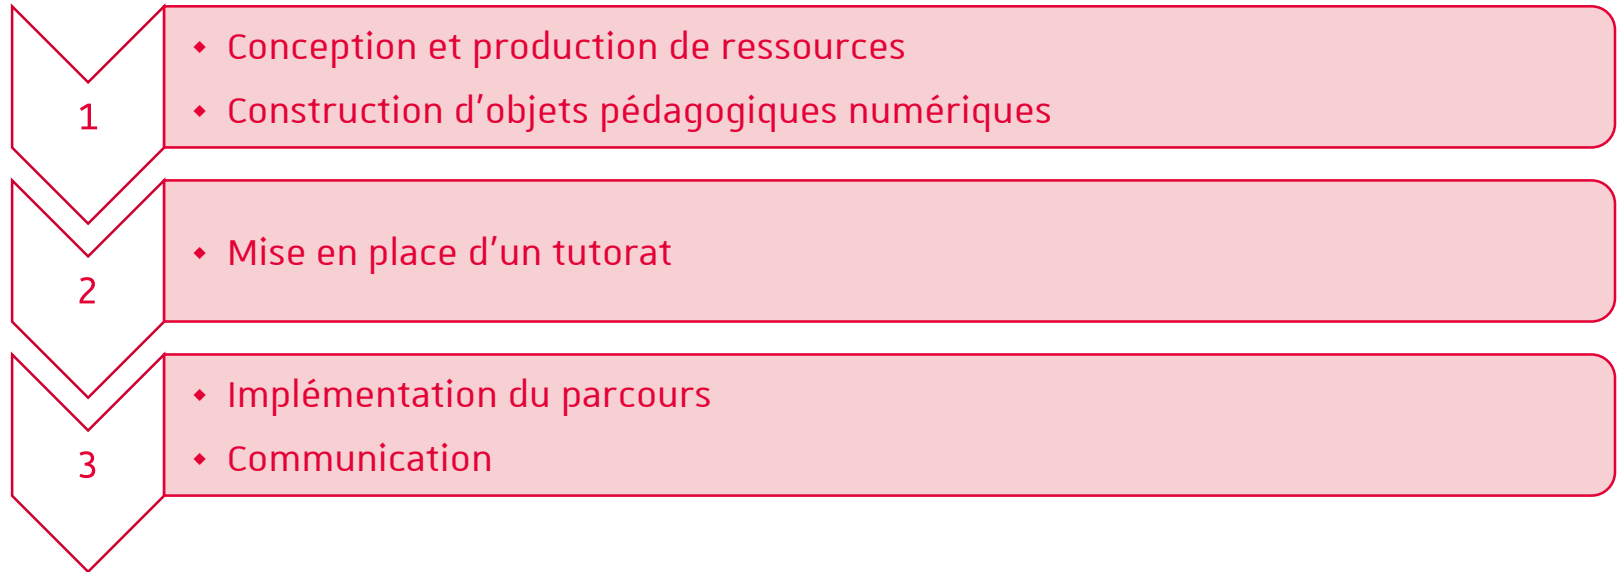 1
• Conception et production de ressources
• Construction d’objets pédagogiques numériques
2
• Mise en place d’un tutorat
3
• Implémentation du parcours
• Communication